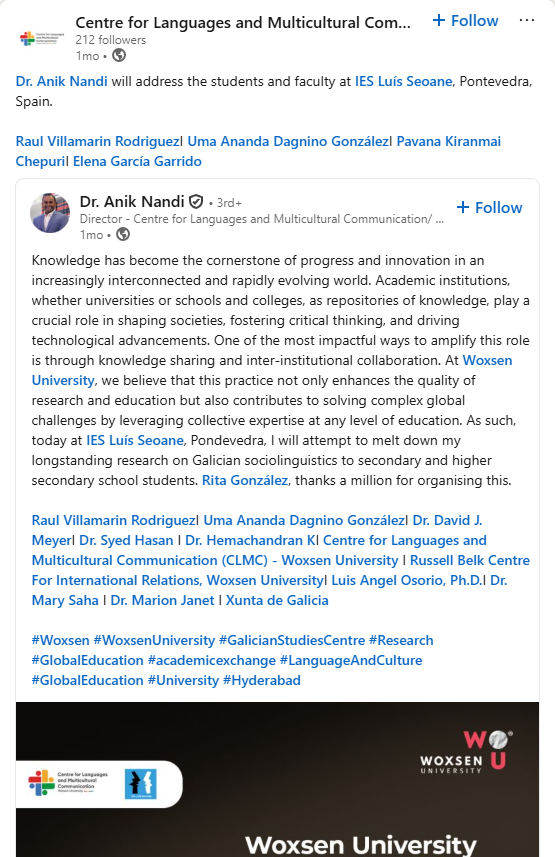 Centre for Languages and Multicultural Com...
+ Follow
212 followers
1mo •
Dr. Anik Nandi will address the students and faculty at IES Luís Seoane, Pontevedra,
Spain.
Raul Villamarin Rodriguez| Uma Ananda Dagnino González| Pavana Kiranmai
Chepuri| Elena García Garrido
Dr. Anik Nandi • 3rd+
+ Follow
Director - Centre for Languages and Multicultural Communication/ ...
1mo •
Knowledge has become the cornerstone of progress and innovation in an
increasingly interconnected and rapidly evolving world. Academic institutions,
whether universities or schools and colleges, as repositories of knowledge, play a
crucial role in shaping societies, fostering critical thinking, and driving
technological advancements. One of the most impactful ways to amplify this role
is through knowledge sharing and inter-institutional collaboration. At Woxsen
University, we believe that this practice not only enhances the quality of
research and education but also contributes to solving complex global
challenges by leveraging collective expertise at any level of education. As such,
today at IES Luís Seoane, Pondevedra, I will attempt to melt down my
longstanding research on Galician sociolinguistics to secondary and higher
secondary school students. Rita González, thanks a million for organising this.
Raul Villamarin Rodriguez| Uma Ananda Dagnino González| Dr. David J.
Meyer| Dr. Syed Hasan | Dr. Hemachandran K| Centre for Languages and
Multicultural Communication (CLMC) - Woxsen University | Russell Belk Centre
For International Relations, Woxsen University| Luis Angel Osorio, Ph.D.| Dr.
Mary Saha | Dr. Marion Janet | Xunta de Galicia
#Woxsen #WoxsenUniversity #GalicianStudiesCentre #Research
#GlobalEducation #academicexchange #LanguageAndCulture
#GlobalEducation #University #Hyderabad
WOU
WOXSEN
UNIVERSITY
Centre for Languages
and Multicultural
Communication
Woxsen University